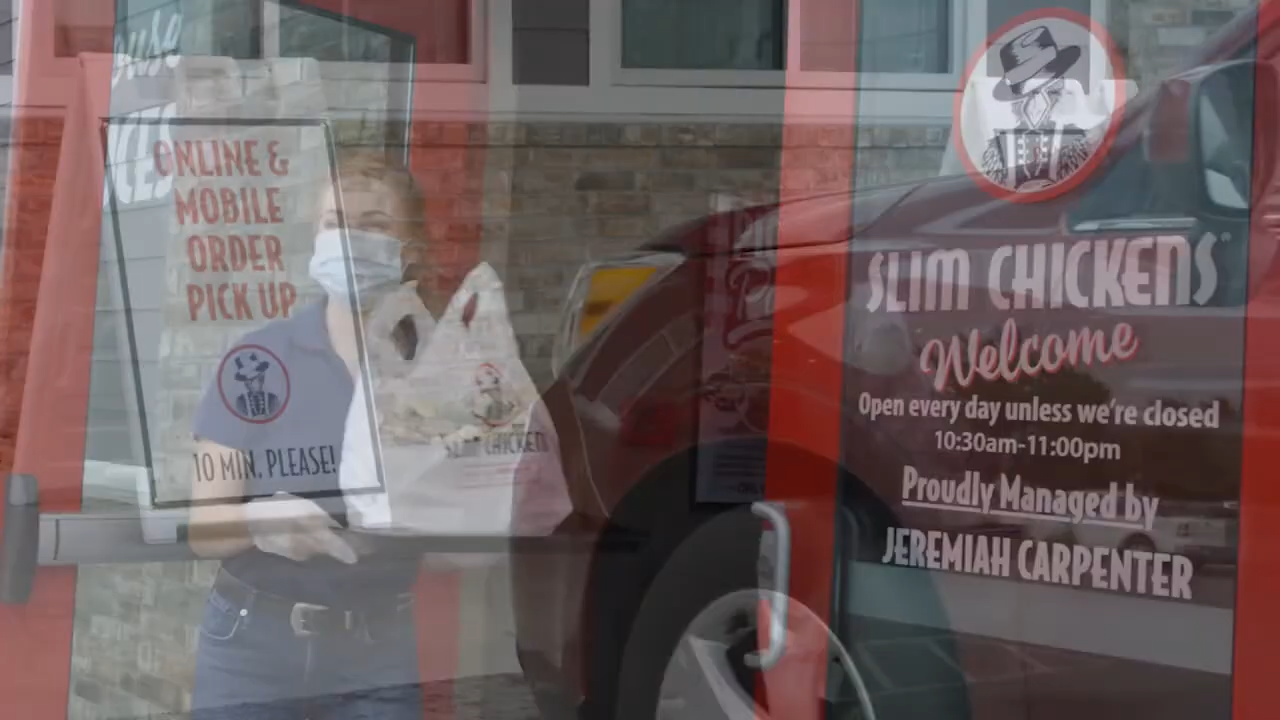 ONLINE &
MOBILE
ORDER
PICK UP
10 MIN. PLEASE!
SLIM CHICKENS
SLIM CHICKENS
Welcome
Open every day unless we're closed
10:30am-11:00pm
Proudly Managed by
JEREMIAH CARPENTER